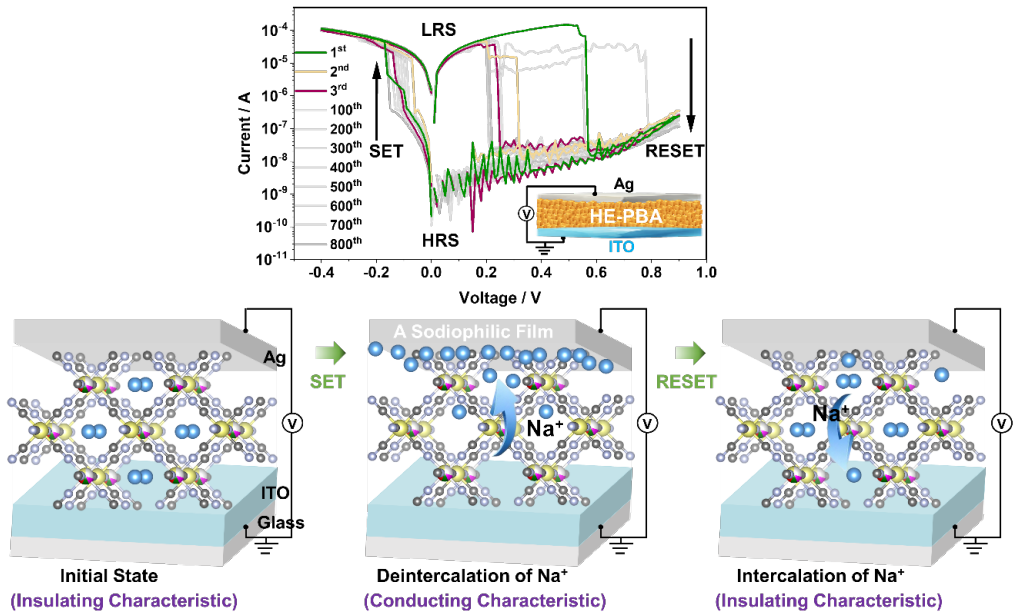 10⁻⁴
10⁻⁵
10⁻⁶
10⁻⁷
10⁻⁸
10⁻⁹
10⁻¹⁰
10⁻¹¹
Current / A
1ˢᵗ
2ⁿᵈ
3ʳᵈ
100ᵗʰ
200ᵗʰ
300ᵗʰ
400ᵗʰ
500ᵗʰ
600ᵗʰ
700ᵗʰ
800ᵗʰ
LRS
SET
HRS
RESET
Ag
V
HE-PBA
ITO
-0.4 -0.2 0.0 0.2 0.4 0.6 0.8 1.0
Voltage / V
Ag
ITO
Glass
V
SET
A Sodiophilic Film
Na⁺
V
RESET
Na⁺
V
Initial State
(Insulating Characteristic)
Deintercalation of Na⁺
(Conducting Characteristic)
Intercalation of Na⁺
(Insulating Characteristic)